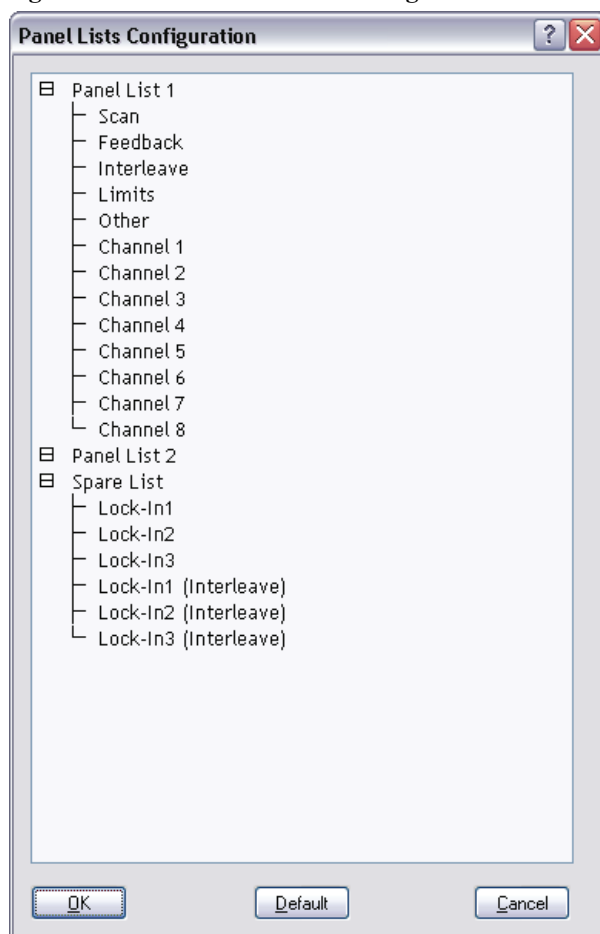 Panel Lists Configuration
?
Panel List 1
Scan
Feedback
Interleave
Limits
Other
Channel 1
Channel 2
Channel 3
Channel 4
Channel 5
Channel 6
Channel 7
Channel 8
Panel List 2
Spare List
Lock-In1
Lock-In2
Lock-In3
Lock-In1 (Interleave)
Lock-In2 (Interleave)
Lock-In3 (Interleave)
OK Default Cancel